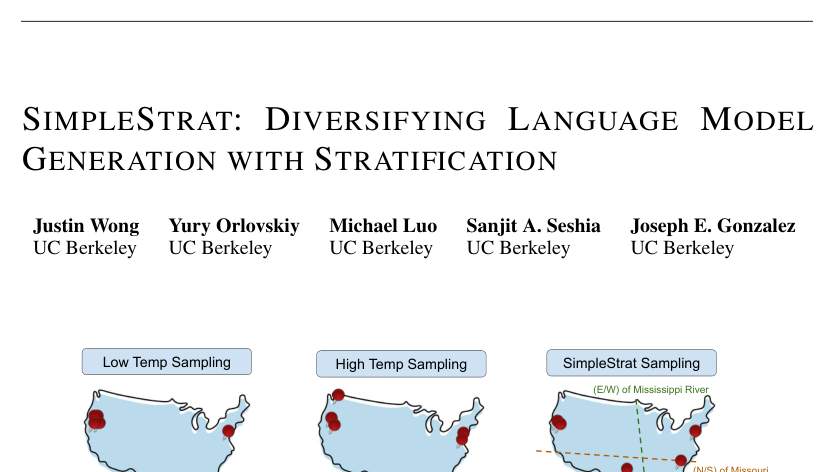 SIMPLESTRAT: DIVERSIFYING LANGUAGE MODEL
GENERATION WITH STRATIFICATION
Justin Wong Yury Orlovskiy Michael Luo Sanjit A. Seshia Joseph E. Gonzalez
UC Berkeley UC Berkeley UC Berkeley UC Berkeley UC Berkeley
Low Temp Sampling High Temp Sampling SimpleStrat Sampling
(E/W) of Mississippi River
(N/S) of Missouri